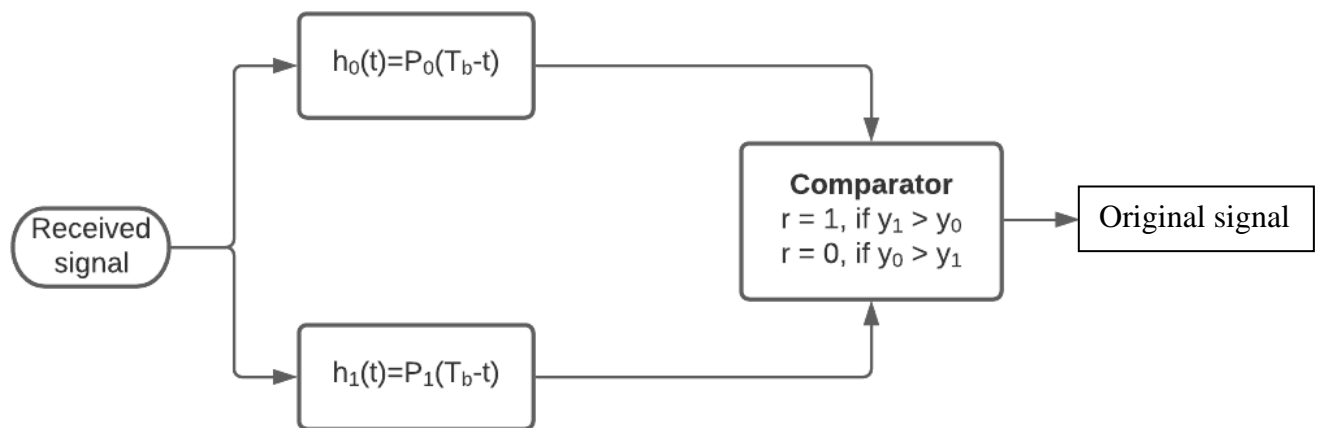 h₀(t)=P₀(T_b-t)
Received
signal
Comparator
r = 1, if y₁ > y₀
r = 0, if y₀ > y₁
Original signal
h₁(t)=P₁(T_b-t)